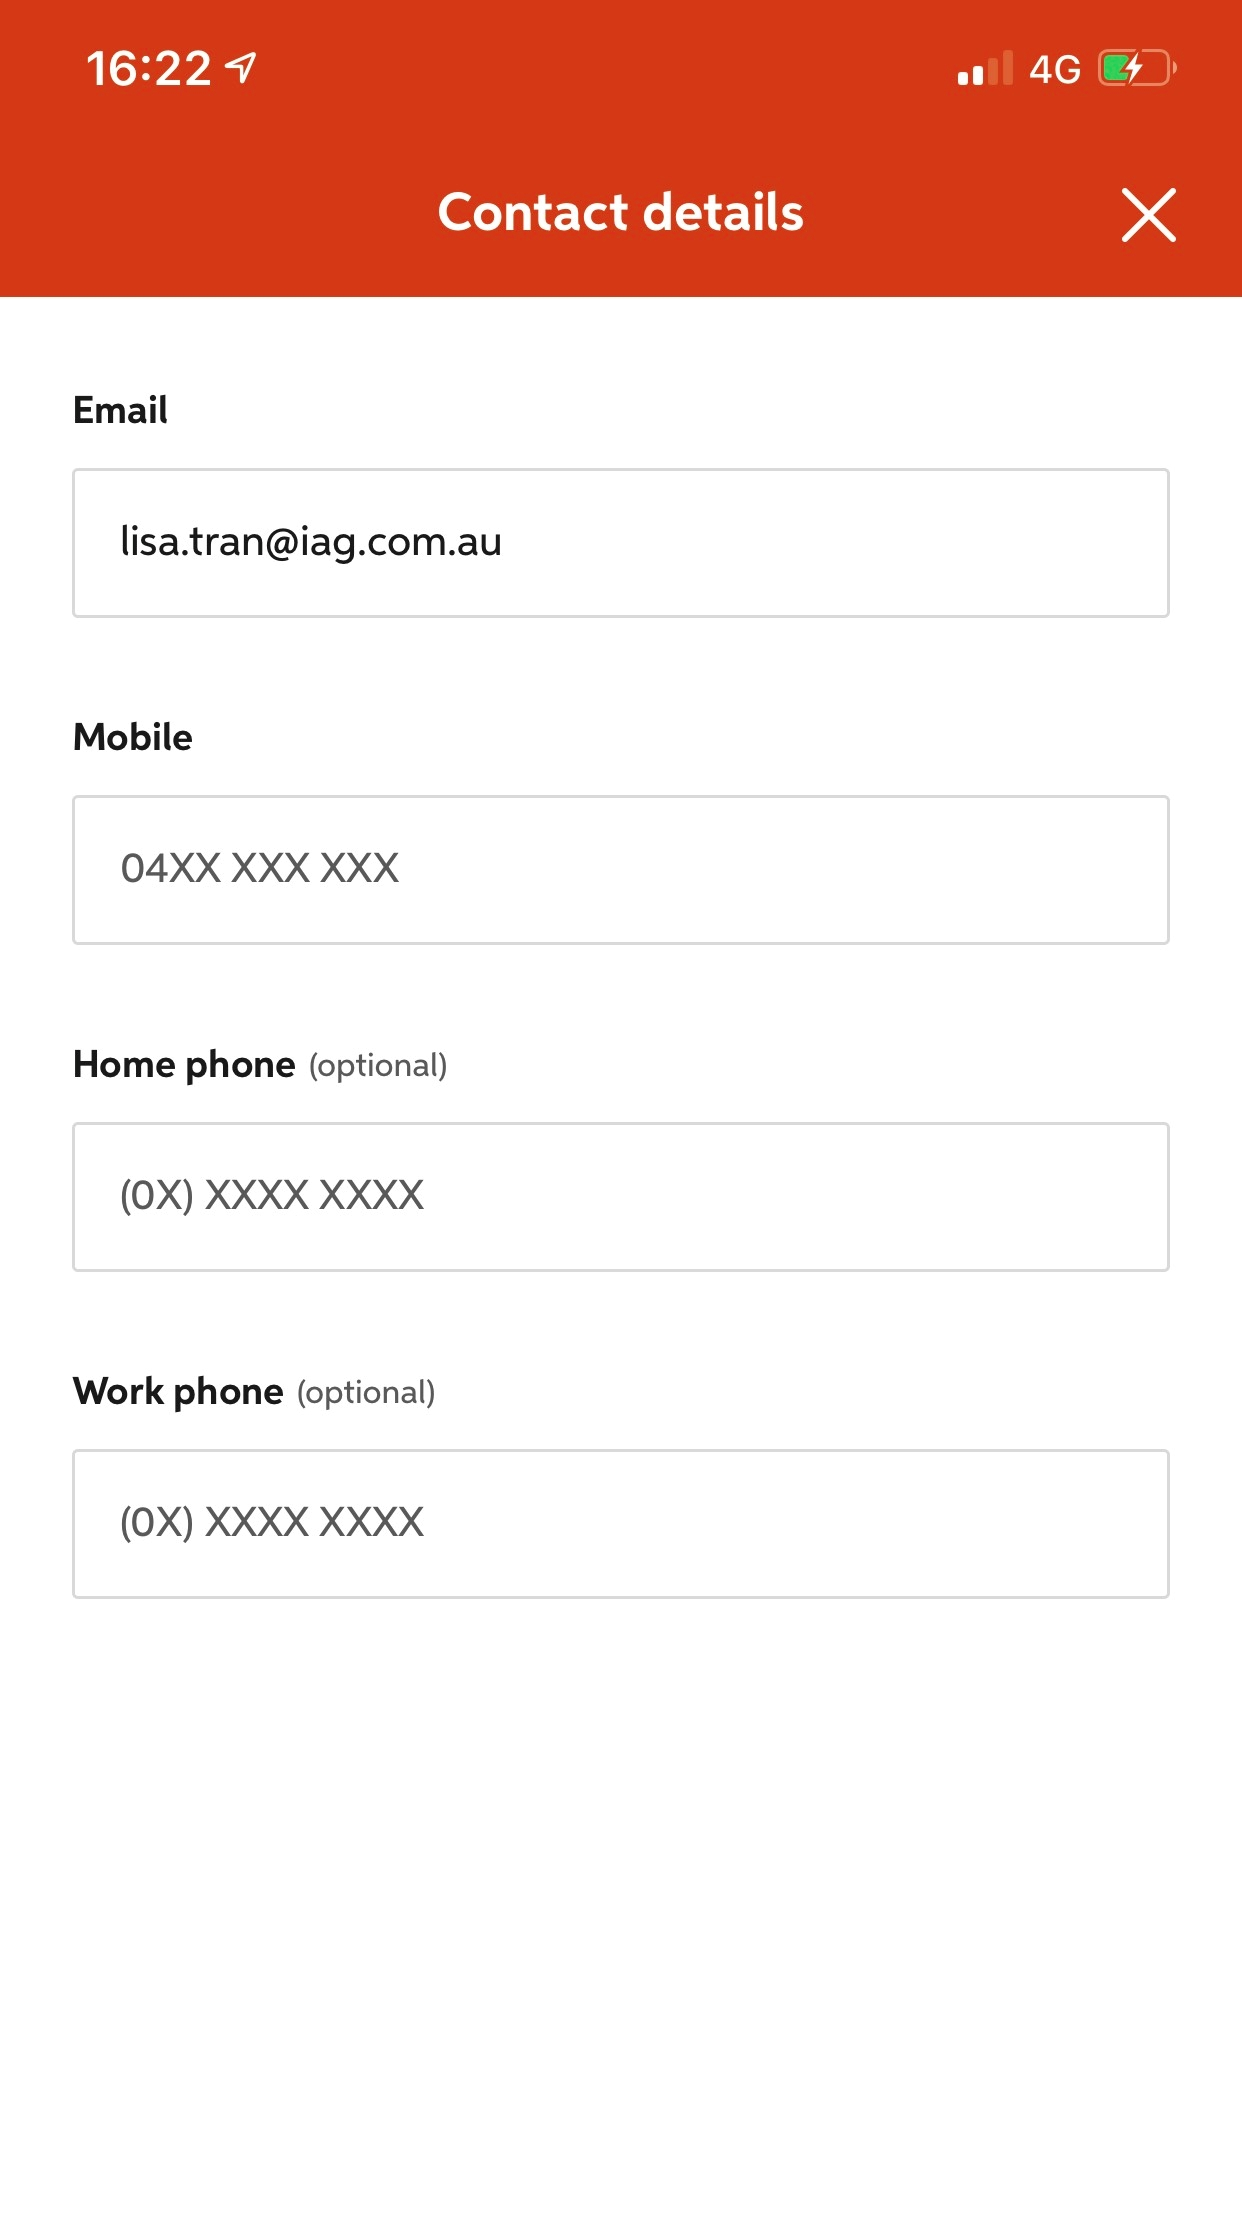 16:22
4G
Contact details
Email
lisa.tran@iag.com.au
Mobile
04XX XXX XXX
Home phone (optional)
(0X) XXXX XXXX
Work phone (optional)
(0X) XXXX XXXX